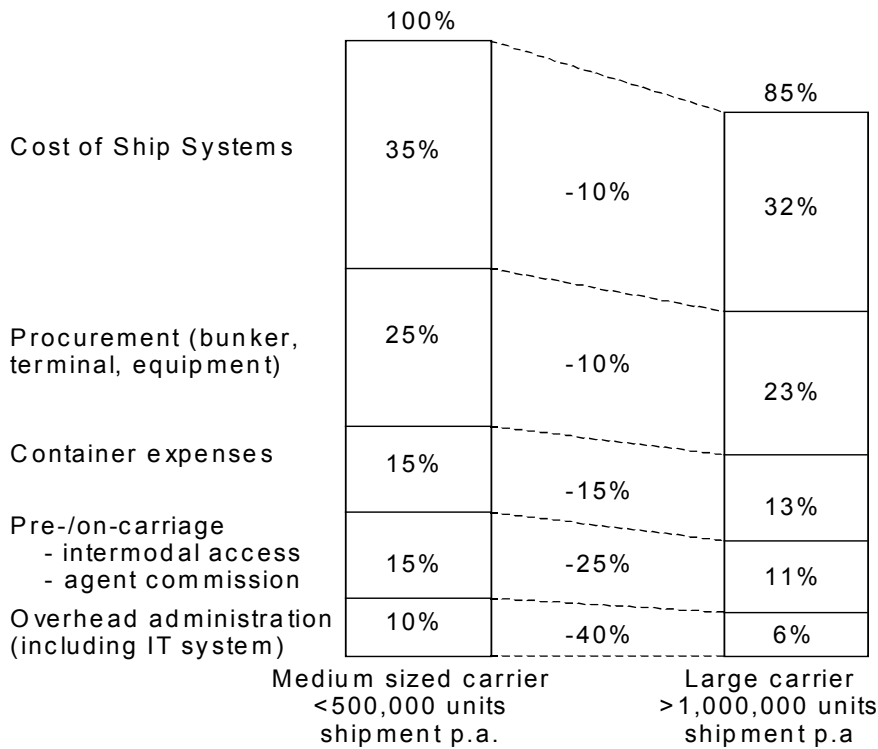 100%
85%
Cost of Ship Systems
35%
-10%
32%
Procurement (bunker,
terminal, equipment)
25%
-10%
23%
Container expenses
15%
-15%
13%
Pre-/on-carriage
- intermodal access
- agent commission
15%
-25%
11%
Overhead administration
(including IT system)
10%
-40%
6%
Medium sized carrier
<500,000 units
shipment p.a.
Large carrier
>1,000,000 units
shipment p.a